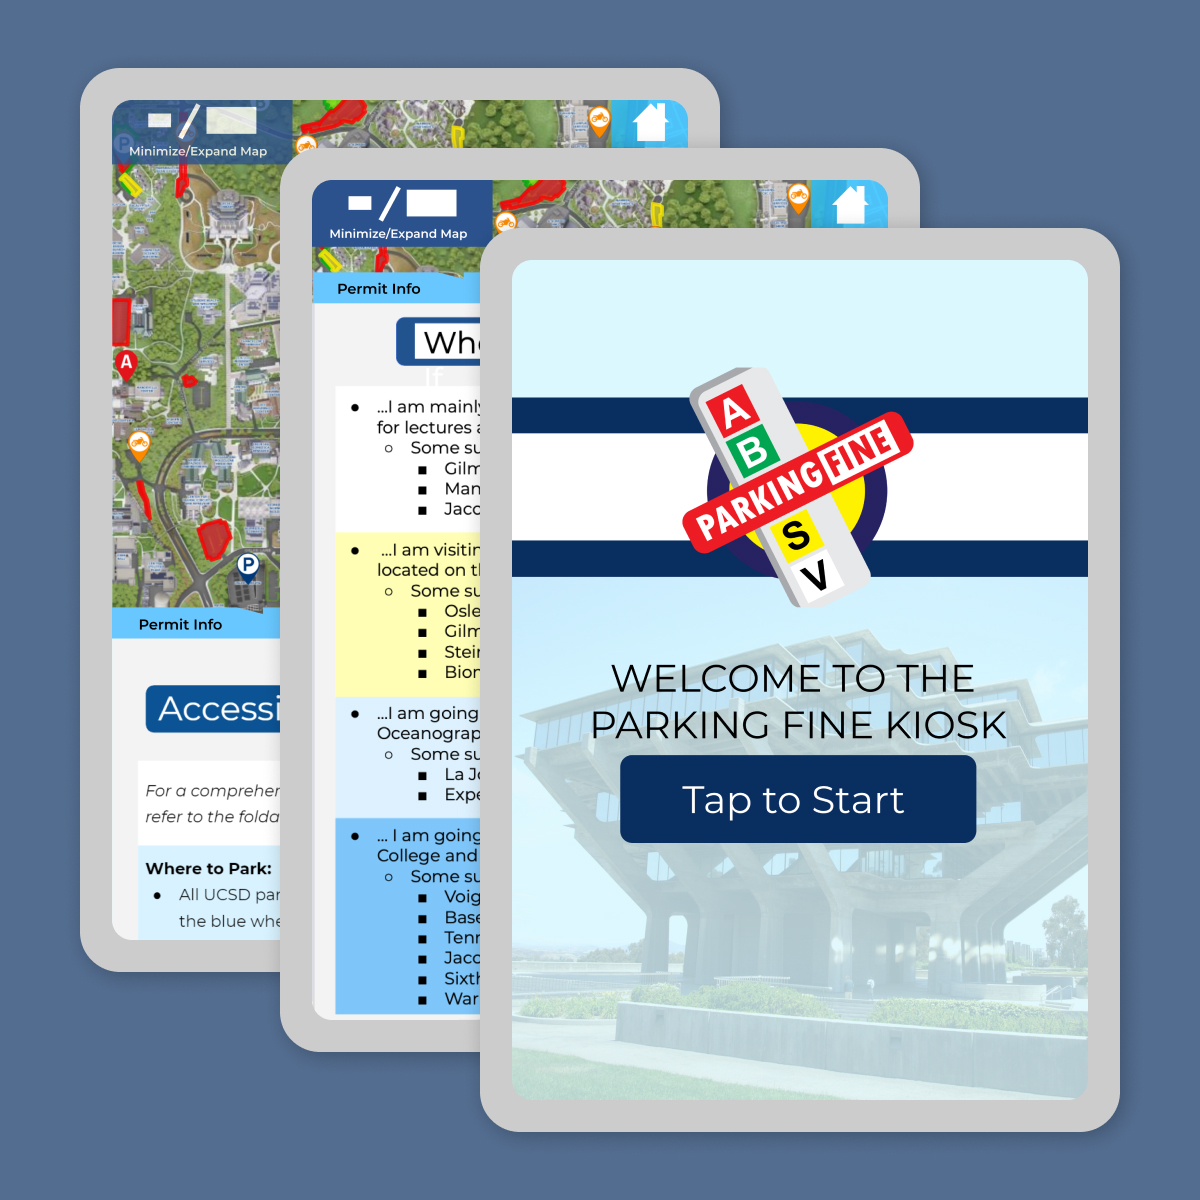 Minimize/Expand Map
A
P
Permit Info
Accessi
For a comprehen
refer to the folda
Where to Park:
● All UCSD par
the blue whe
Minimize/Expand Map
Permit Info
Whe
If
● ...I am mainly
for lectures a
○ Some su
■ Gilm
■ Man
■ Jaco
● ...I am visitin
located on th
○ Some su
■ Osle
■ Gilm
■ Stein
■ Biom
● ...I am going
Oceanograp
○ Some su
■ La Jo
■ Expe
● ... I am going
College and
○ Some su
■ Voig
■ Base
■ Tenn
■ Jaco
■ Sixth
■ War
A
B
PARKING FINE
S
V
WELCOME TO THE
PARKING FINE KIOSK
Tap to Start